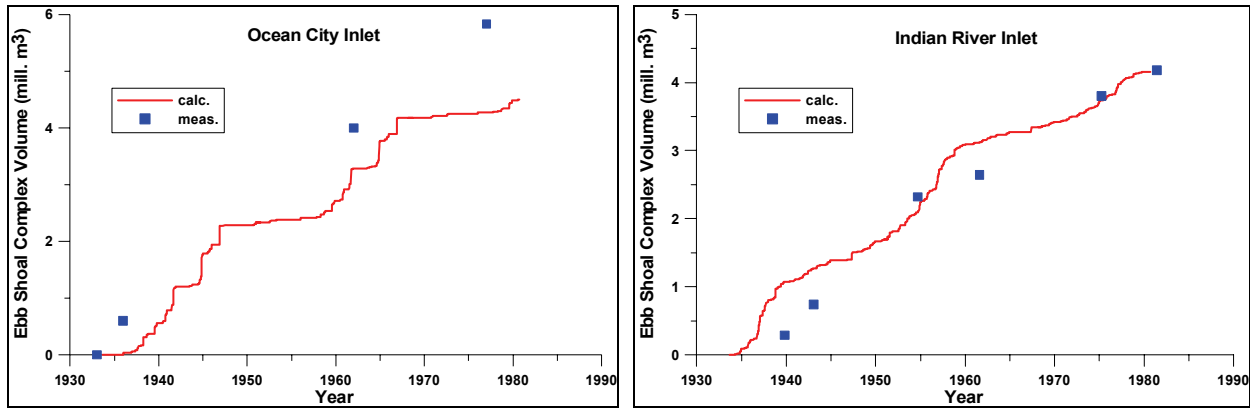 Ocean City Inlet
Ebb Shoal Complex Volume (mill. m3)
6
4
2
0
calc.
meas.
1930 1940 1950 1960 1970 1980 1990
Year
Indian River Inlet
Ebb Shoal Complex Volume (mill. m3)
5
4
3
2
1
0
calc.
meas.
1930 1940 1950 1960 1970 1980 1990
Year